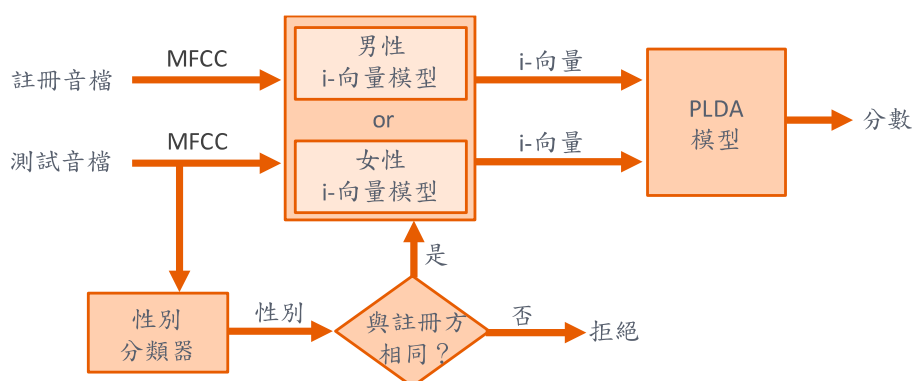 註冊音檔
MFCC
男性
i-向量模型
i-向量
PLDA
模型
分數
or
測試音檔
MFCC
女性
i-向量模型
i-向量
是
性別
分類器
性別
與註冊方
相同？
否
拒絕